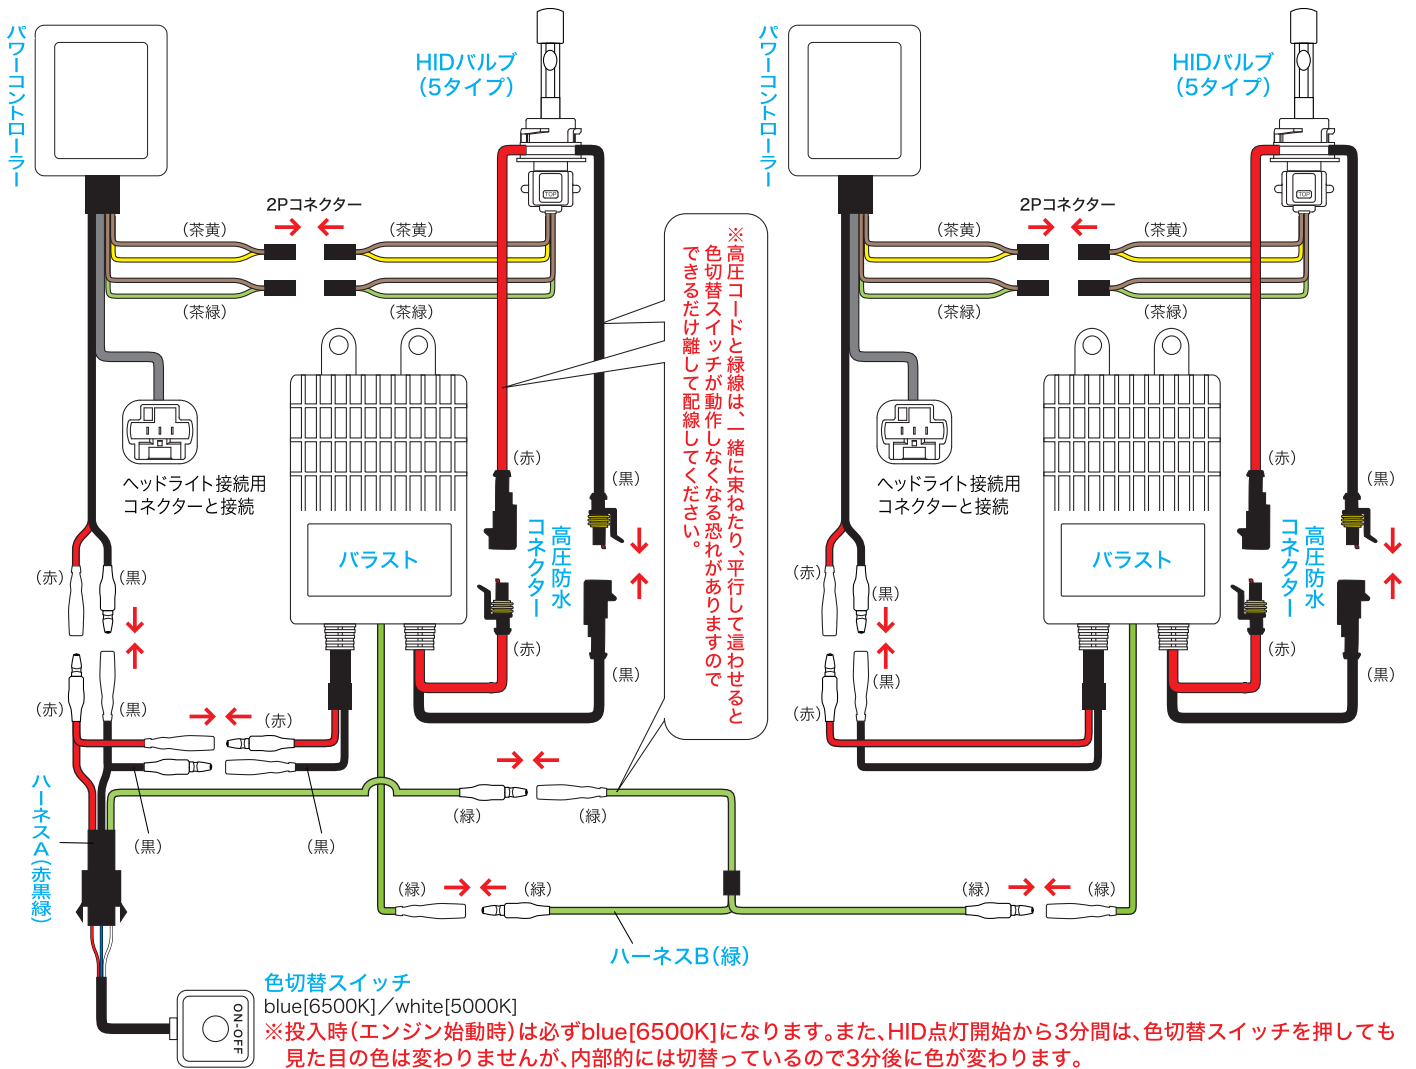 パワーコントローラー
HIDバルブ
（5タイプ）
TOP
2Pコネクター
（茶黄）
（茶黄）
（茶緑）
（茶緑）
ヘッドライト接続用
コネクターと接続
バラスト
（赤）
（黒）
高圧防水
コネクター
（赤）
（黒）
（赤）
（黒）
（赤）
（黒）
（赤）
（黒）
（黒）
※高圧コードと緑線は、一緒に束ねたり、平行して這わせると
色切替スイッチが動作しなくなる恐れがありますので
できるだけ離して配線してください。
パワーコントローラー
HIDバルブ
（5タイプ）
TOP
2Pコネクター
（茶黄）
（茶黄）
（茶緑）
（茶緑）
ヘッドライト接続用
コネクターと接続
バラスト
（赤）
（黒）
高圧防水
コネクター
（赤）
（黒）
（赤）
（黒）
（赤）
（黒）
（緑）
（緑）
（緑）
（緑）
（緑）
（緑）
ハーネスA（赤黒緑）
ハーネスB（緑）
ON-OFF
色切替スイッチ
blue[6500K]／white[5000K]
※投入時（エンジン始動時）は必ずblue[6500K]になります。また、HID点灯開始から3分間は、色切替スイッチを押しても
見た目の色は変わりませんが、内部的には切替っているので3分後に色が変わります。